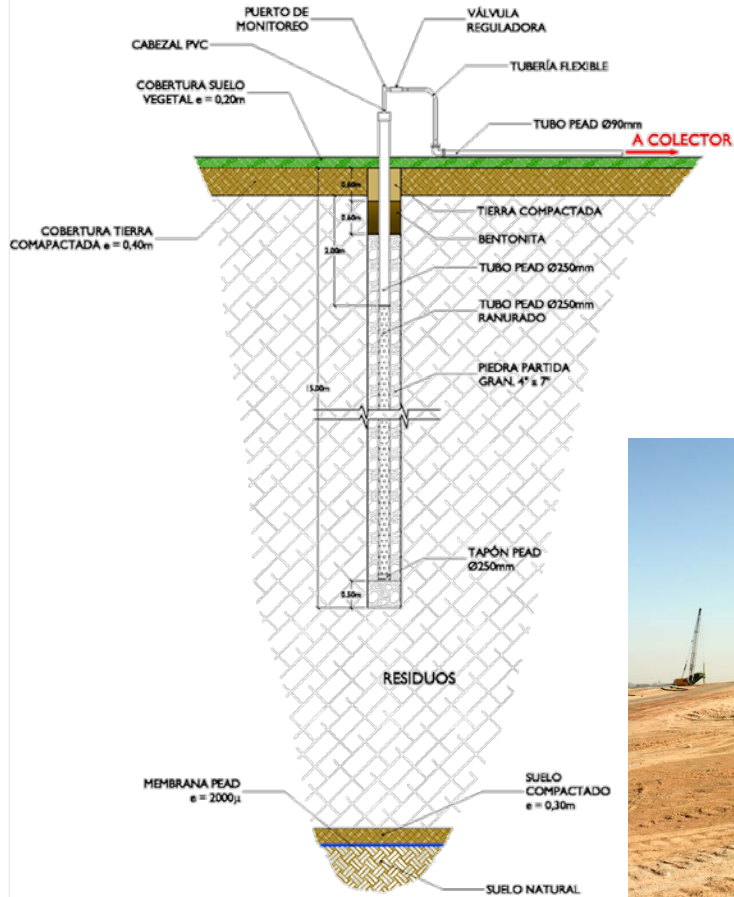 PUERTO DE
MONITOREO
VÁLVULA
REGULADORA
CABEZAL PVC
TUBERÍA FLEXIBLE
COBERTURA SUELO
VEGETAL e = 0,20m
TUBO PEAD Ø90mm
A COLECTOR
0.60m
TIERRA COMPACTADA
0.60m
COBERTURA TIERRA
COMAPACTADA e = 0,40m
BENTONITA
2.00m
TUBO PEAD Ø250mm
TUBO PEAD Ø250mm
RANURADO
PIEDRA PARTIDA
GRAN. 4" a 7"
15.00m
TAPÓN PEAD
Ø250mm
0.50m
RESIDUOS
MEMBRANA PEAD
e = 2000µ
SUELO
COMPACTADO
e = 0,30m
SUELO NATURAL